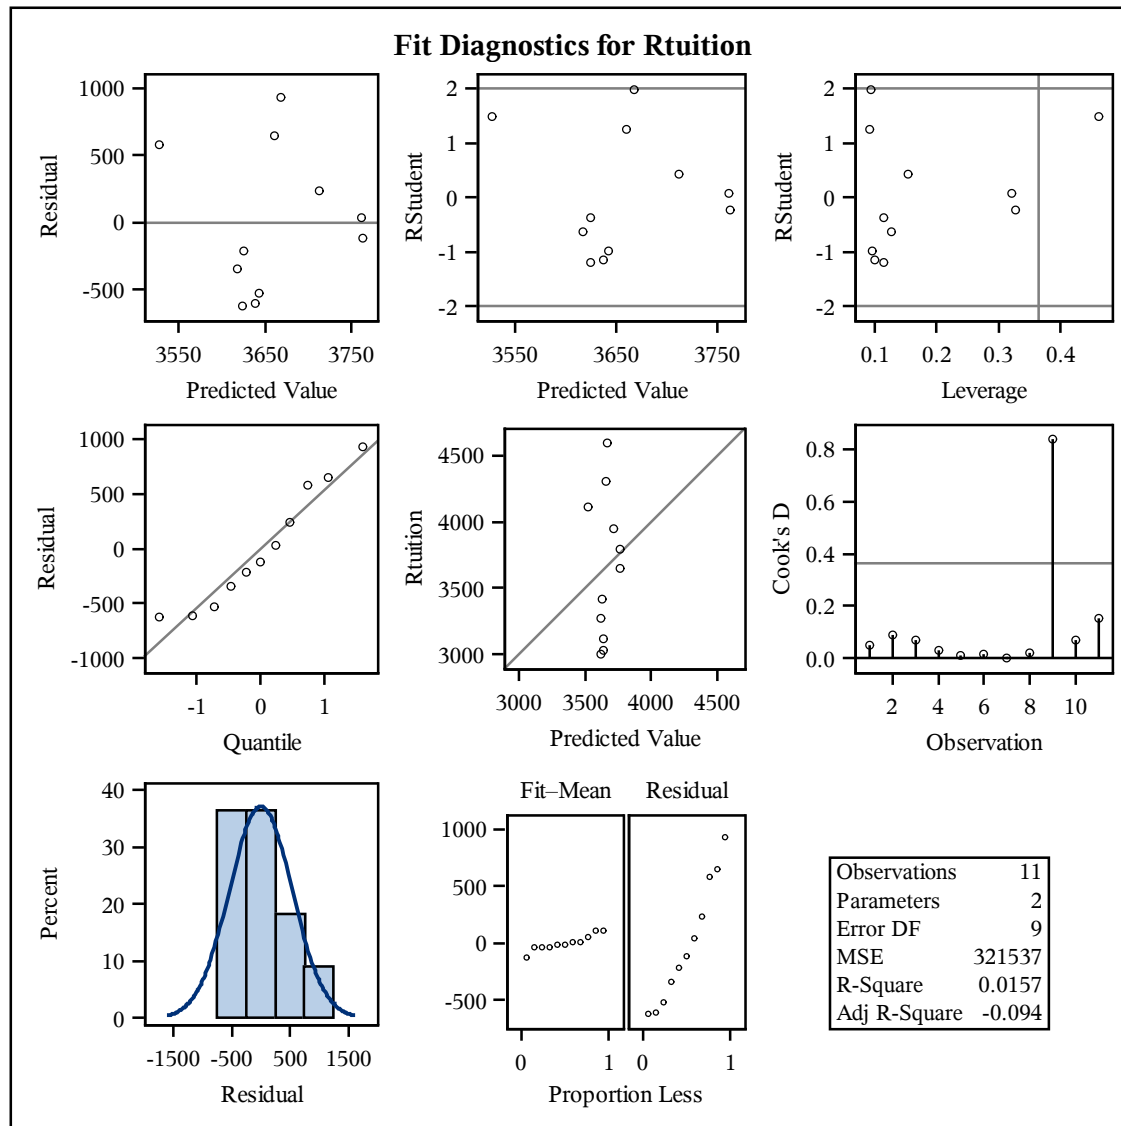 Fit Diagnostics for Rtuition
1000
500
0
-500
Residual
3550 3650 3750
Predicted Value
2
1
0
-1
-2
RStudent
3550 3650 3750
Predicted Value
2
1
0
-1
-2
RStudent
0.1 0.2 0.3 0.4
Leverage
1000
500
0
-500
-1000
Residual
-1 0 1
Quantile
4500
4000
3500
3000
Rtuition
3000 3500 4000 4500
Predicted Value
0.8
0.6
0.4
0.2
0.0
Cook's D
2 4 6 8 10
Observation
40
30
20
10
0
Percent
-1500 -500 500 1500
Residual
Fit–Mean Residual
1000
500
0
-500
0 1 0 1
Proportion Less
Observations 11
Parameters 2
Error DF 9
MSE 321537
R-Square 0.0157
Adj R-Square -0.094